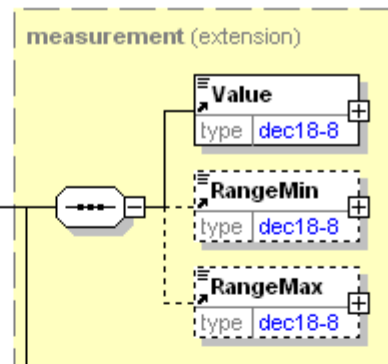 measurement (extension)
Value
type dec18-8
RangeMin
type dec18-8
RangeMax
type dec18-8